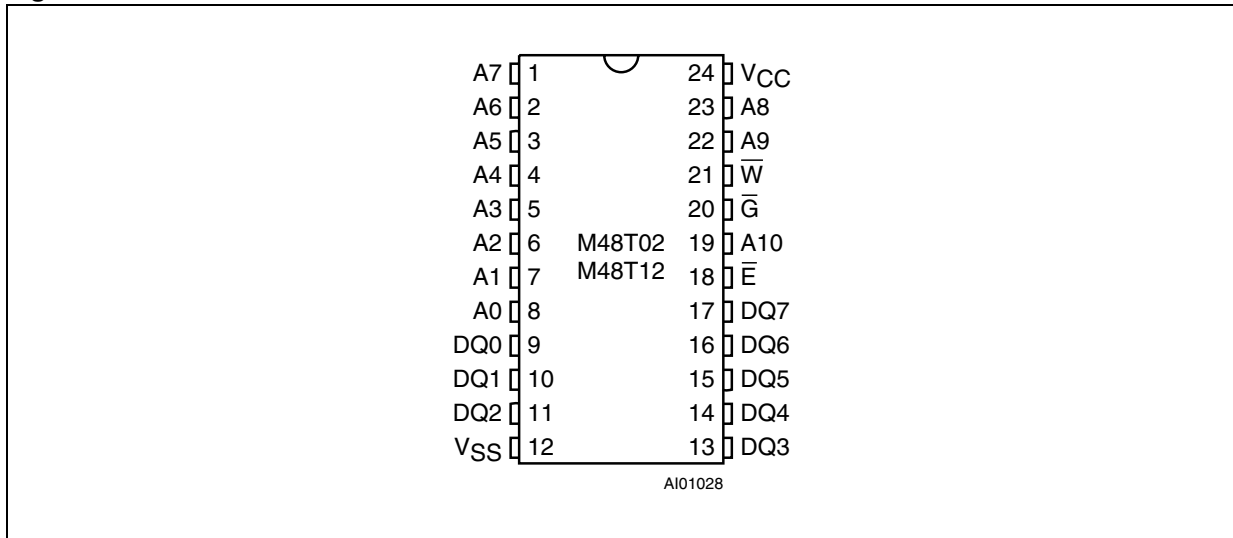 A7 1 24 VCC
A6 2 23 A8
A5 3 22 A9
A4 4 21 W̅
A3 5 20 G̅
A2 6 M48T02 19 A10
A1 7 M48T12 18 E̅
A0 8 17 DQ7
DQ0 9 16 DQ6
DQ1 10 15 DQ5
DQ2 11 14 DQ4
VSS 12 13 DQ3
AI01028